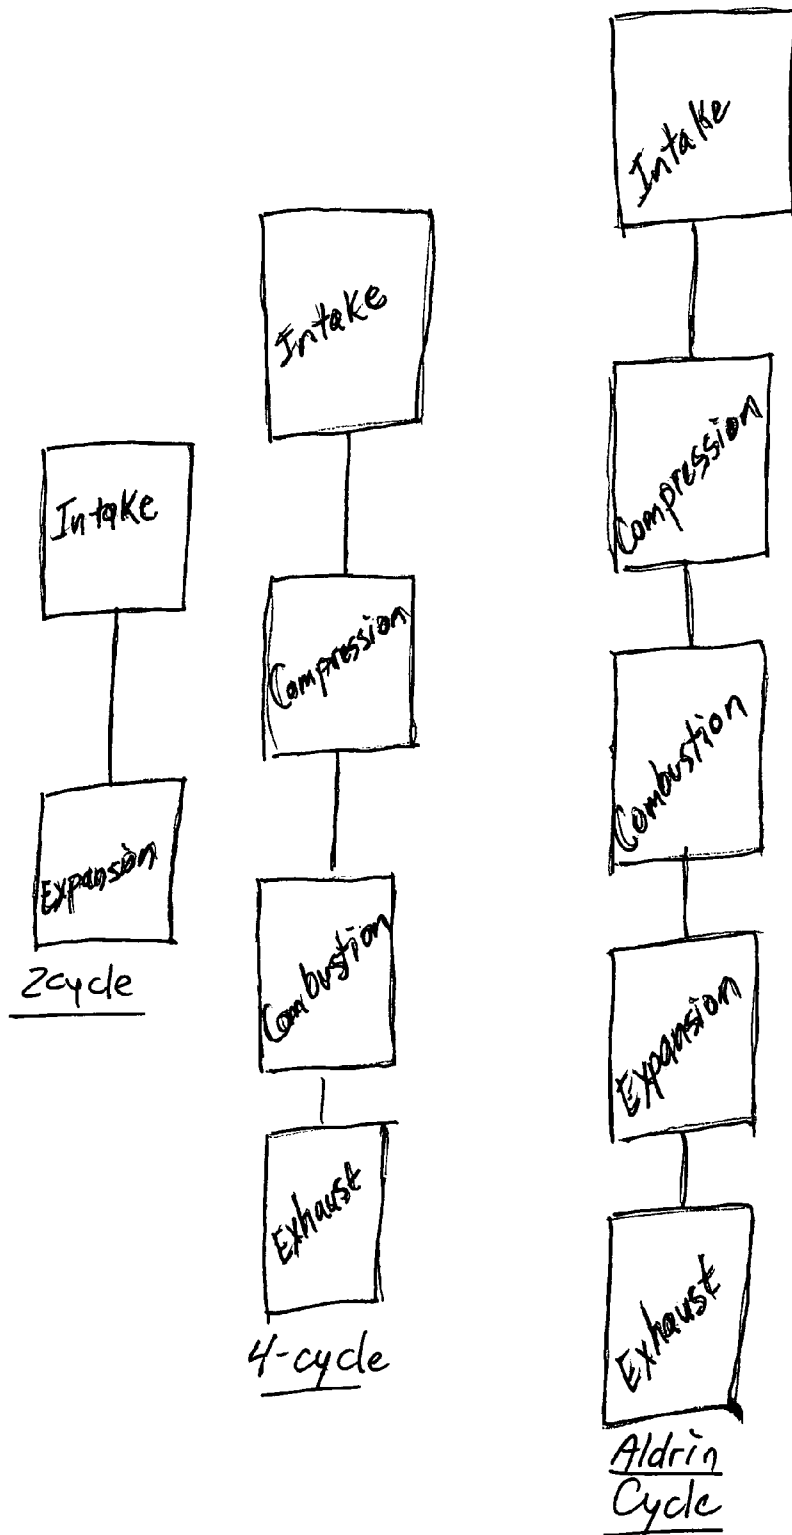 Intake
Expansion
2cycle
Intake
Compression
Combustion
Exhaust
4-cycle
Intake
Compression
Combustion
Expansion
Exhaust
Aldrin
Cycle